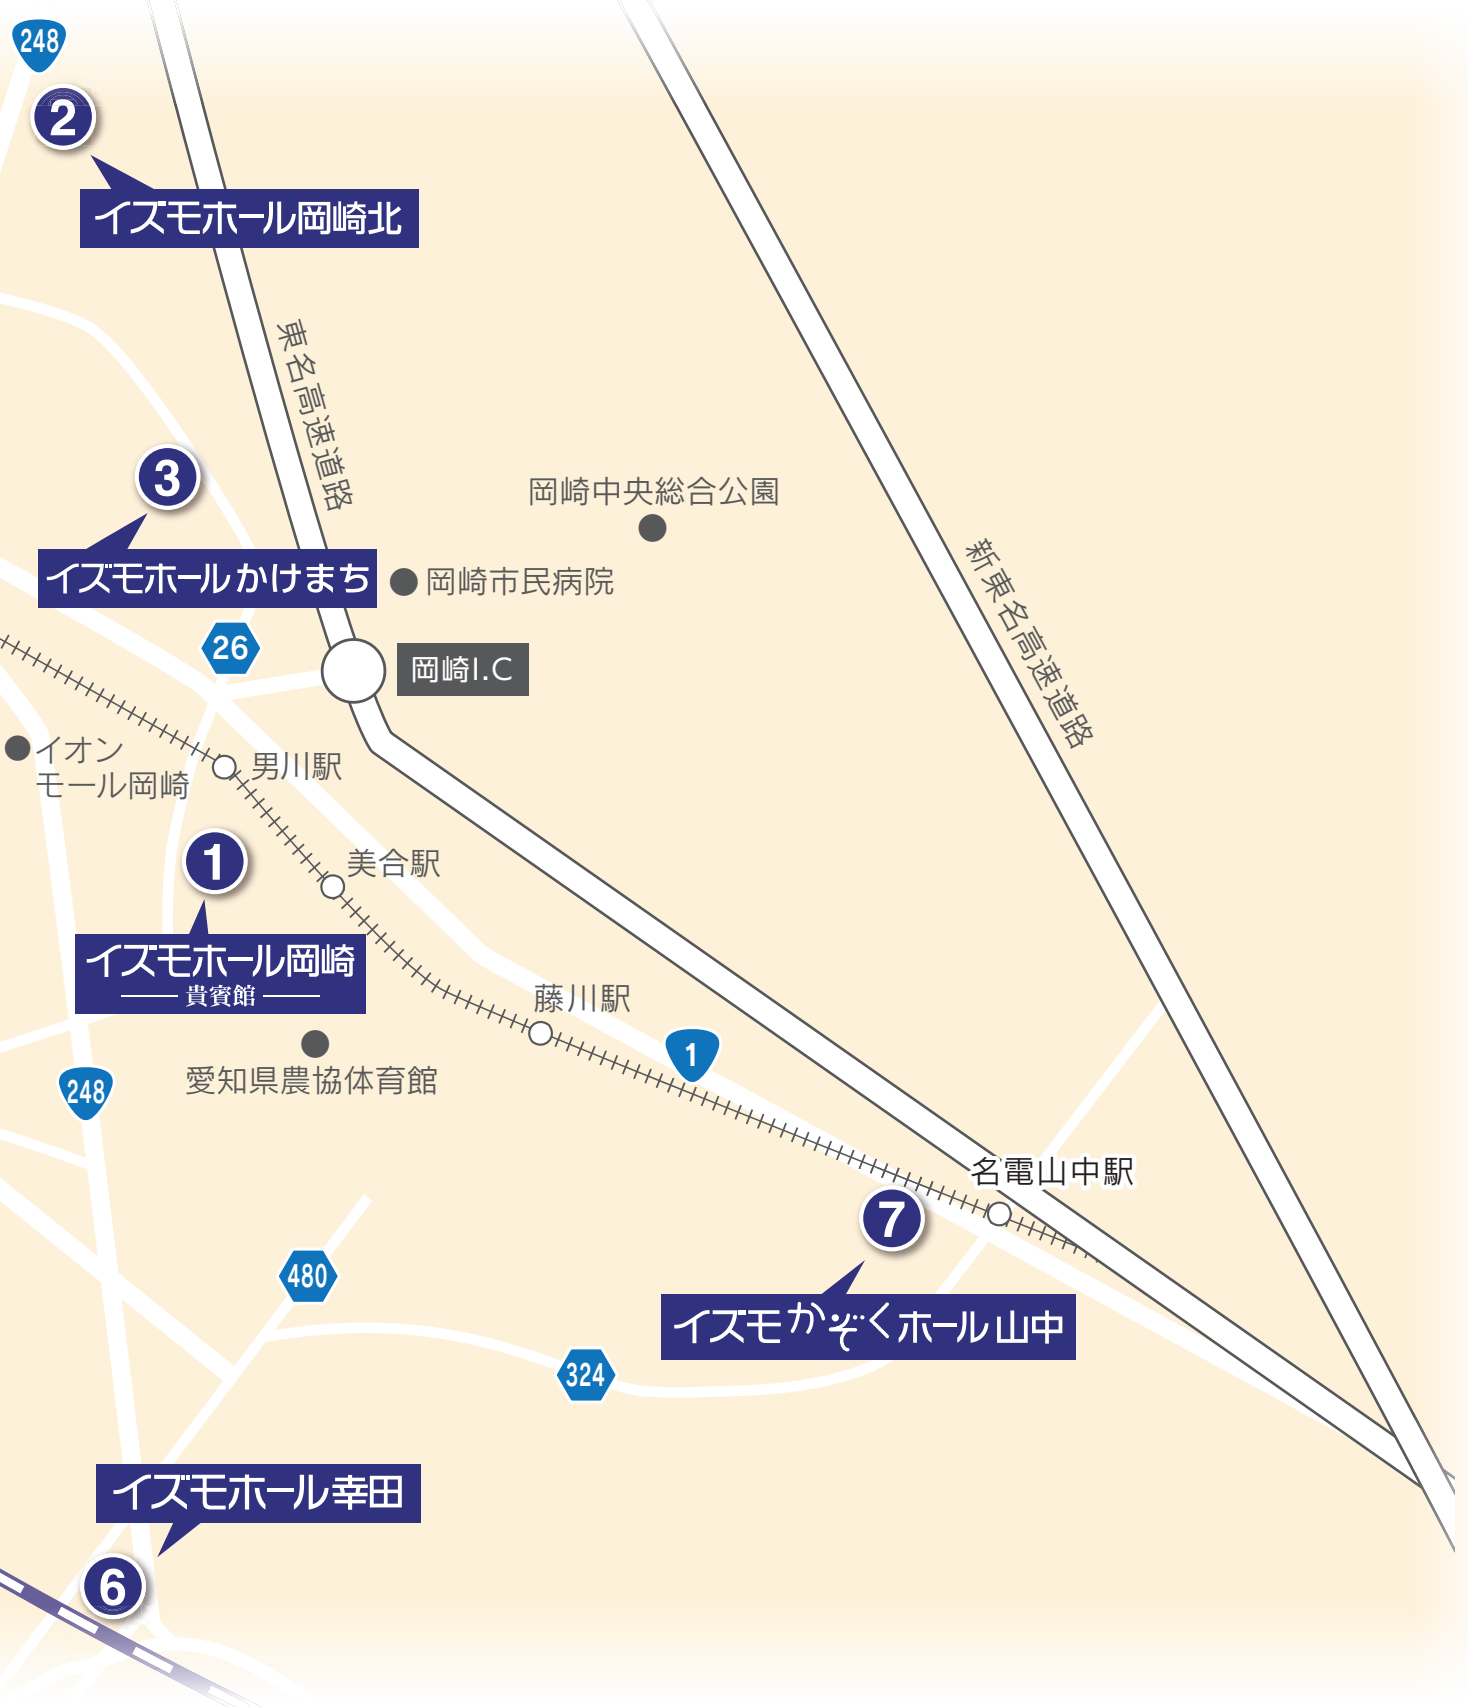 248
2
イズモホール岡崎北
東名高速道路
3
岡崎中央総合公園
イズモホールかけまち
岡崎市民病院
新東名高速道路
26
岡崎I.C
イオン
モール岡崎
男川駅
1
美合駅
イズモホール岡崎
貴賓館
藤川駅
1
愛知県農協体育館
248
名電山中駅
7
480
イズモかぞくホール山中
324
イズモホール幸田
6